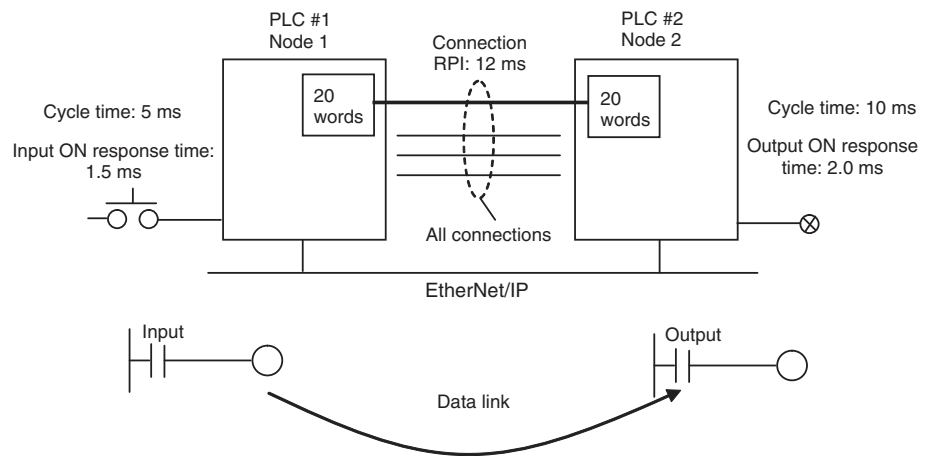 PLC #1
Node 1
PLC #2
Node 2
Connection
RPI: 12 ms
20
words
20
words
Cycle time: 5 ms
Input ON response time:
1.5 ms
Cycle time: 10 ms
Output ON response
time: 2.0 ms
All connections
EtherNet/IP
Input
Output
Data link